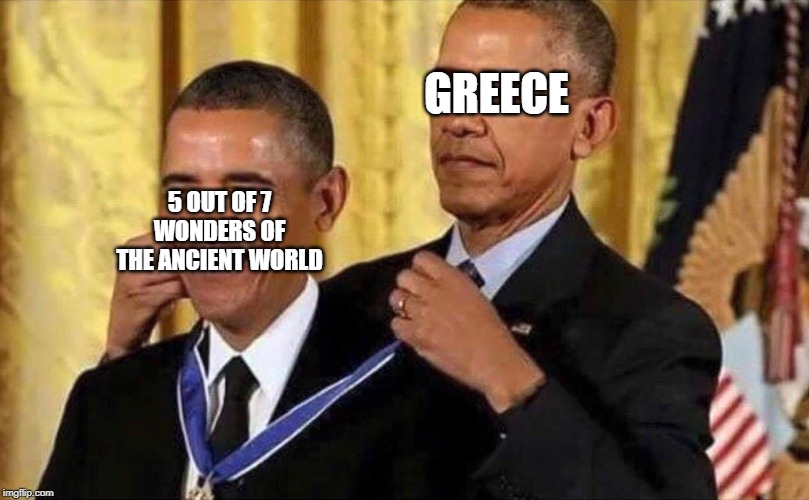 GREECE
5 OUT OF 7
WONDERS OF
THE ANCIENT WORLD
imgflip.com